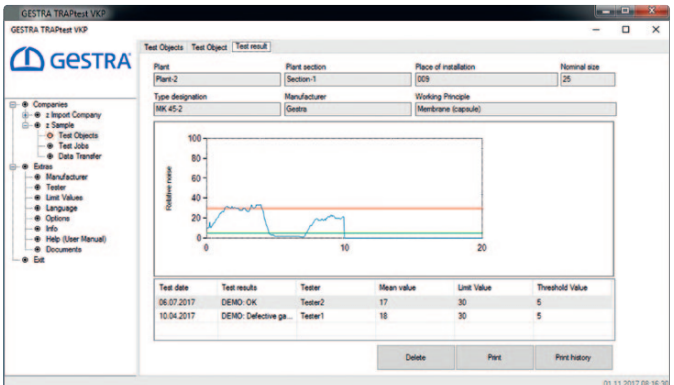 GESTRA TRAPtest VKP
GESTRA TRAPtest VKP
GESTRA
Companies
z Import Company
z Sample
Test Objects
Test Jobs
Data Transfer
Extras
Manufacturer
Tester
Limit Values
Language
Options
Info
Help (User Manual)
Documents
Exit
Test Objects Test Object Test result
Plant Plant section Place of installation Nominal size
Plant-2 Section-1 009 25
Type designation Manufacturer Working Principle
MK 45-2 Gestra Membrane (capsule)
Relative noise
100
80
60
40
20
0
0 10 20
Test date Test results Tester Mean value Limit Value Threshold Value
06.07.2017 DEMO: OK Tester2 17 30 5
10.04.2017 DEMO: Defective ga... Tester1 18 30 5
Delete Print Print history
01.11.2017 08:16:30